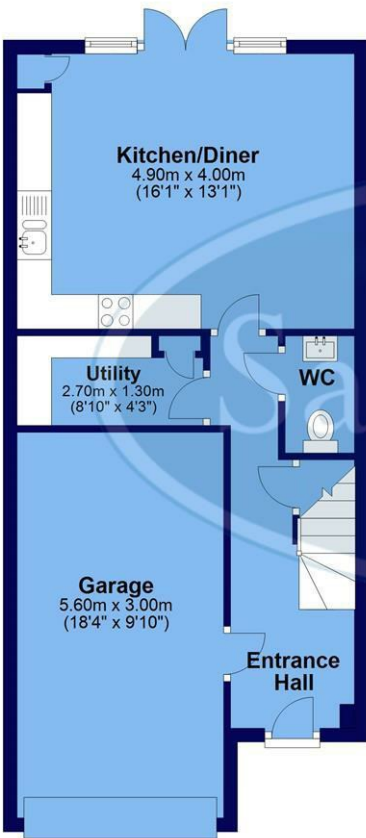 Kitchen/Diner
4.90m x 4.00m
(16'1" x 13'1")
Utility
2.70m x 1.30m
(8'10" x 4'3")
WC
Sa
Garage
5.60m x 3.00m
(18'4" x 9'10")
Entrance
Hall